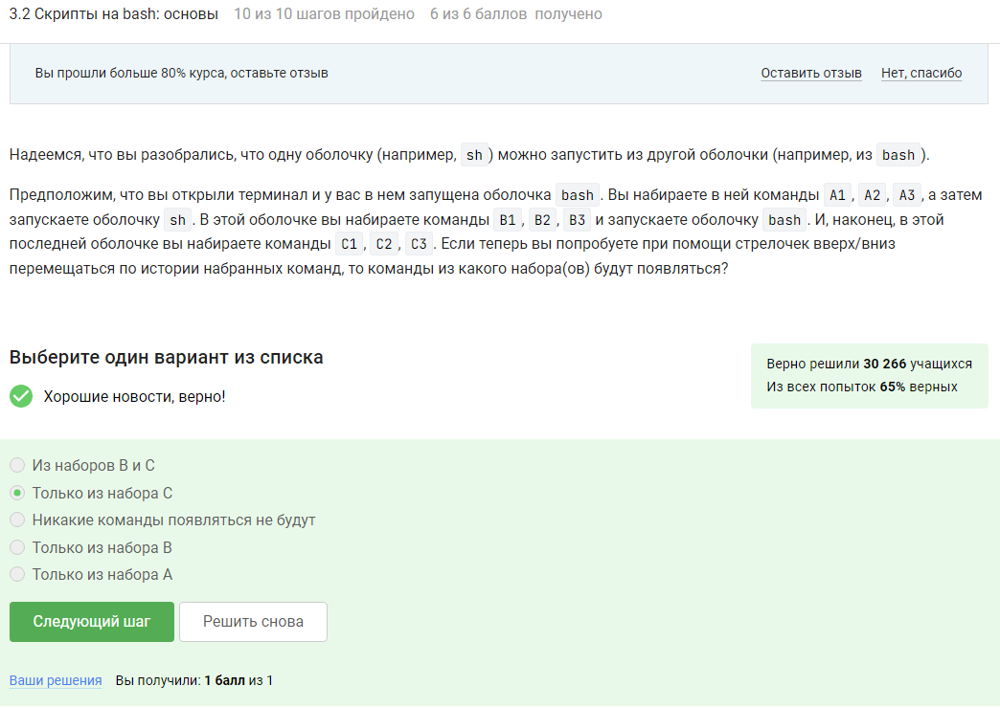 3.2 Скрипты на bash: основы 10 из 10 шагов пройдено 6 из 6 баллов получено
Вы прошли больше 80% курса, оставьте отзыв Оставить отзыв Нет, спасибо
Надеемся, что вы разобрались, что одну оболочку (например, sh) можно запустить из другой оболочки (например, из bash).
Предположим, что вы открыли терминал и у вас в нем запущена оболочка bash. Вы набираете в ней команды A1, A2, A3, а затем
запускаете оболочку sh. В этой оболочке вы набираете команды B1, B2, B3 и запускаете оболочку bash. И, наконец, в этой
последней оболочке вы набираете команды C1, C2, C3. Если теперь вы попробуете при помощи стрелочек вверх/вниз
перемещаться по истории набранных команд, то команды из какого набора(ов) будут появляться?
Выберите один вариант из списка
Хорошие новости, верно!
Верно решили 30 266 учащихся
Из всех попыток 65% верных
Из наборов B и C
Только из набора C
Никакие команды появляться не будут
Только из набора B
Только из набора A
Следующий шаг Решить снова
Ваши решения Вы получили: 1 балл из 1